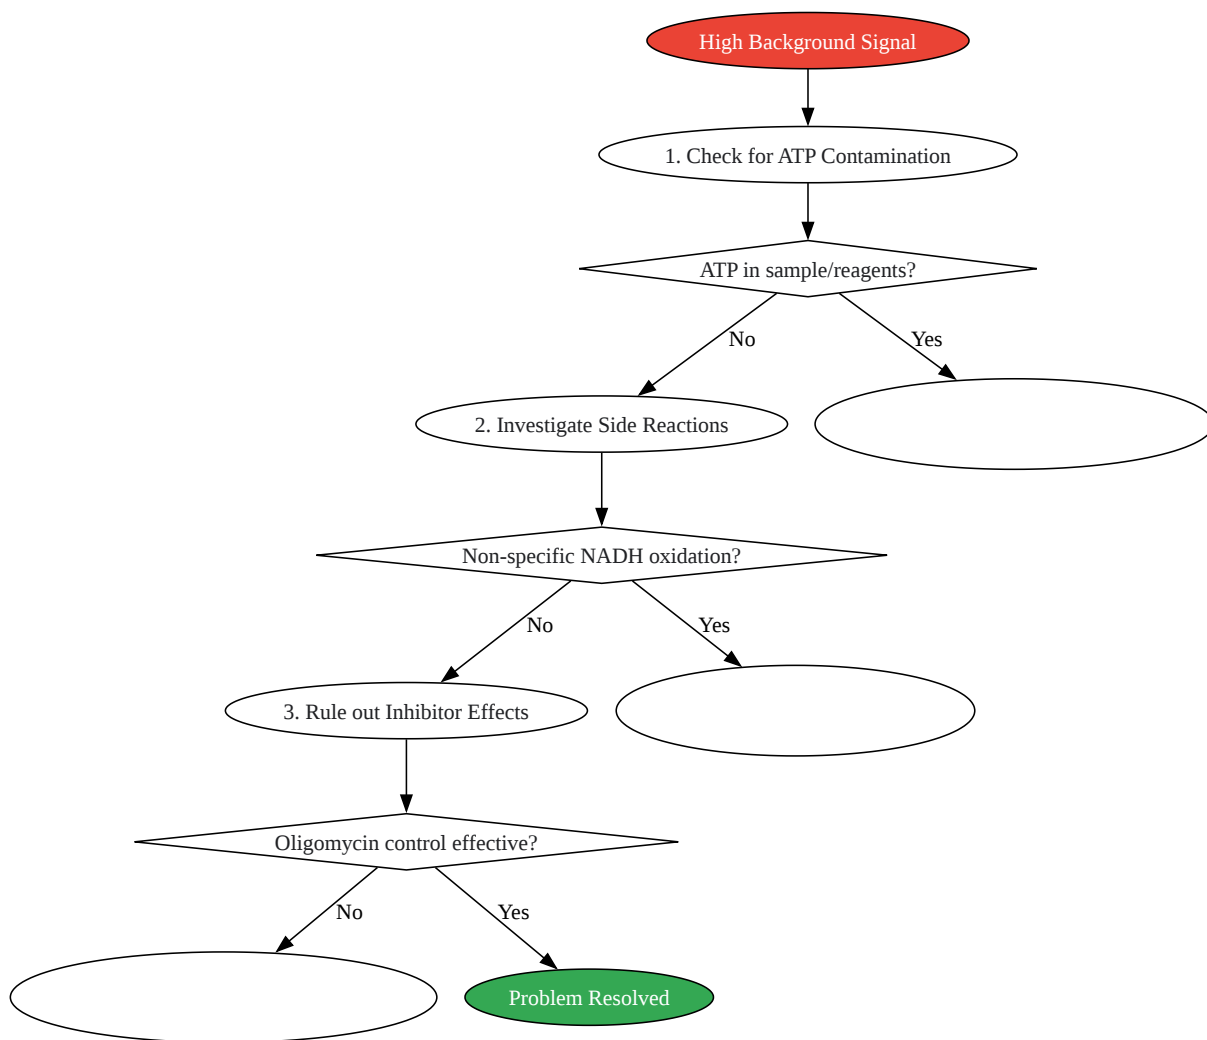 High Background Signal
1. Check for ATP Contamination
ATP in sample/reagents?
No
Yes
2. Investigate Side Reactions
Non-specific NADH oxidation?
No
Yes
3. Rule out Inhibitor Effects
Oligomycin control effective?
No
Yes
Problem Resolved